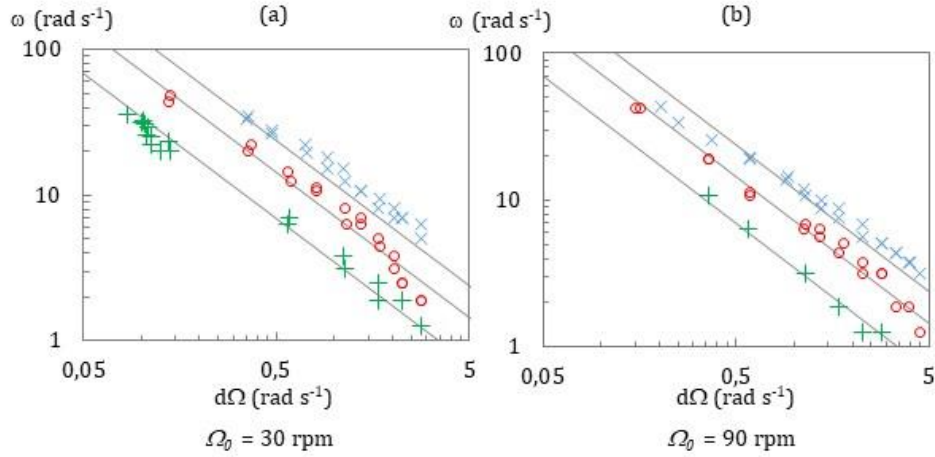 ω (rad s⁻¹) (a) ω (rad s⁻¹) (b)
100 100
10 10
1 1
0,05 0,5 5 0,05 0,5 5
dΩ (rad s⁻¹) dΩ (rad s⁻¹)
Ω₀ = 30 rpm Ω₀ = 90 rpm